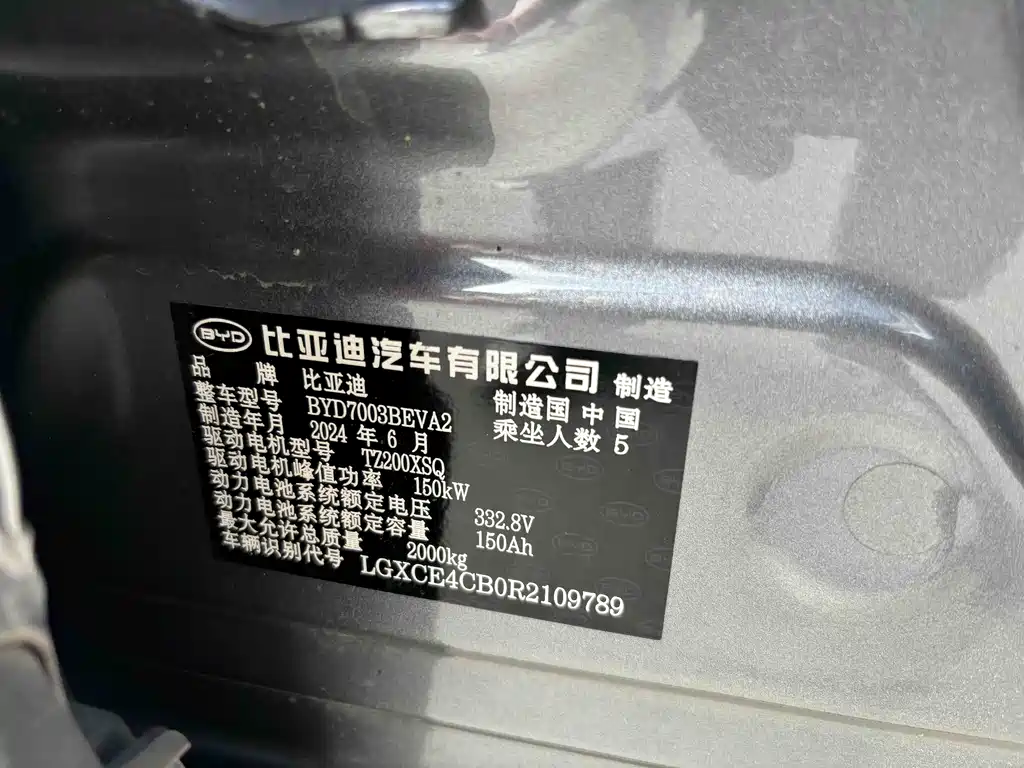 BYD 比亚迪汽车有限公司 制造
品 牌 比亚迪 制造国 中国
整车型号 BYD7003BEVA2 乘坐人数 5
制造年月 2024 年 6 月
驱动电机型号 TZ200XSQ
驱动电机峰值功率 150kW
动力电池系统额定电压 332.8V
动力电池系统额定容量 150Ah
最大允许总质量 2000kg
车辆识别代号 LGXCE4CB0R2109789